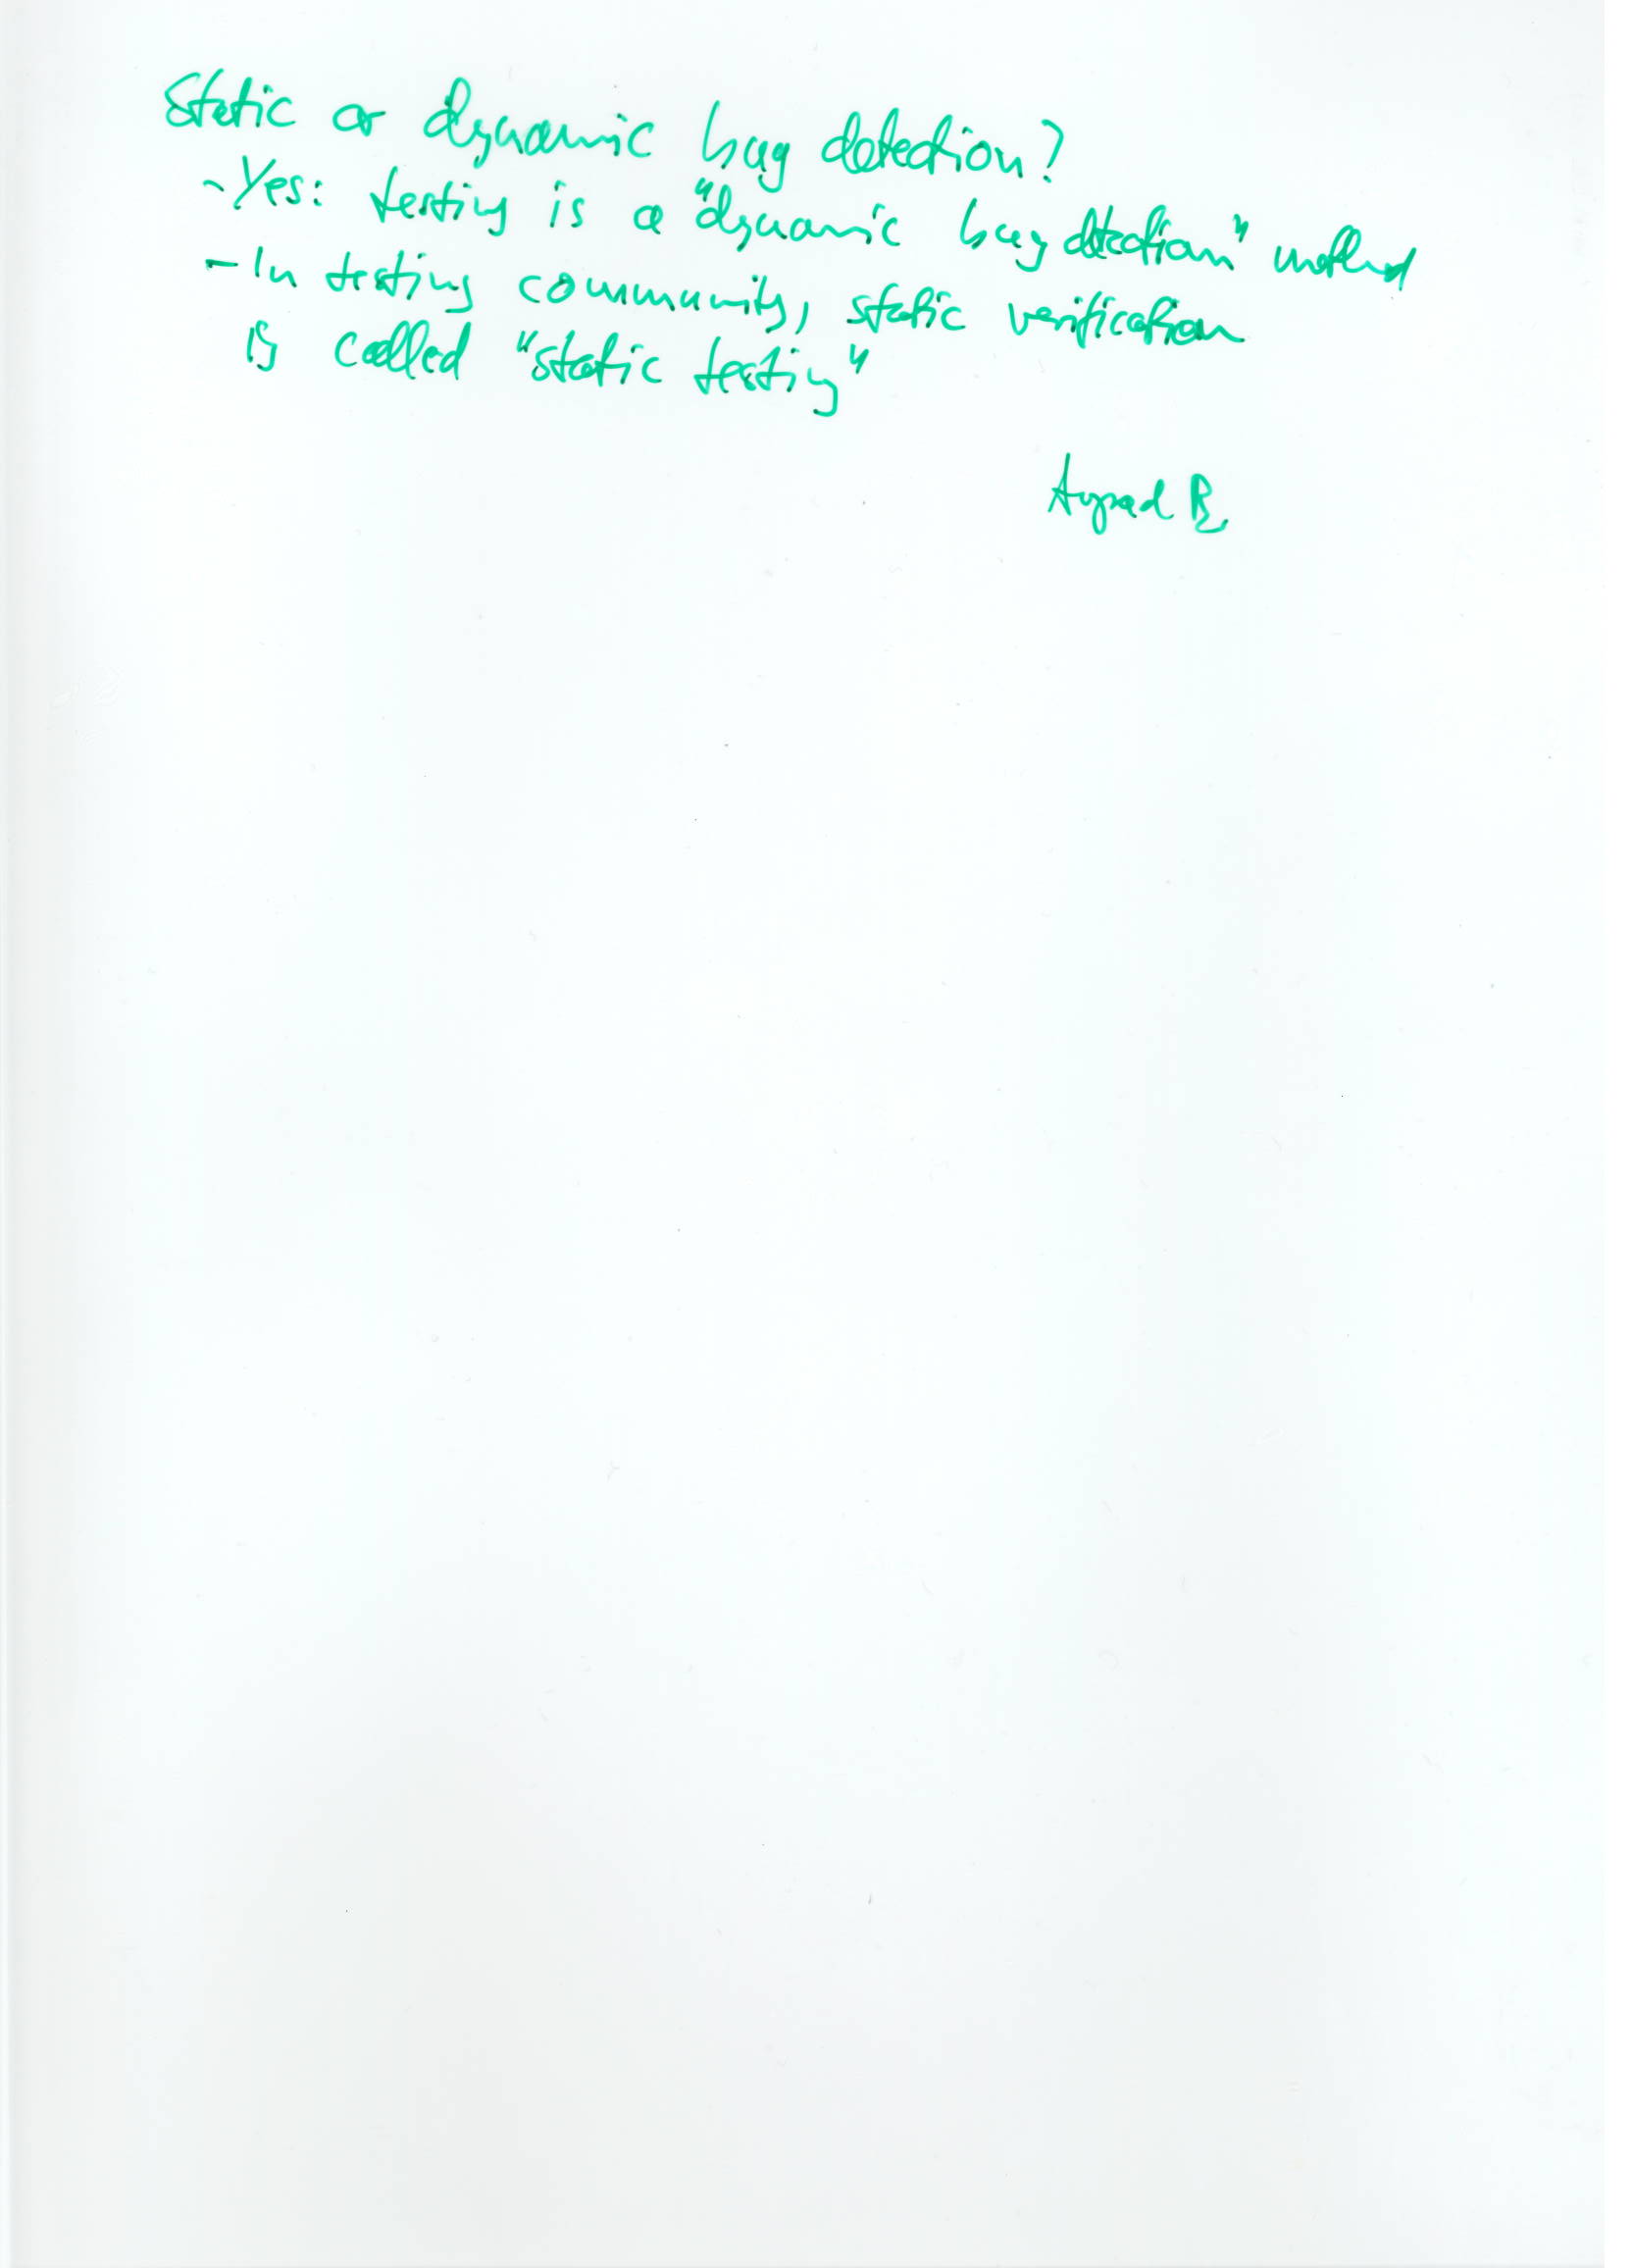 Static or dynamic bug detection?
- Yes: testing is a "dynamic bug detection" method
- In testing community, static verification
is called "static testing"
B.